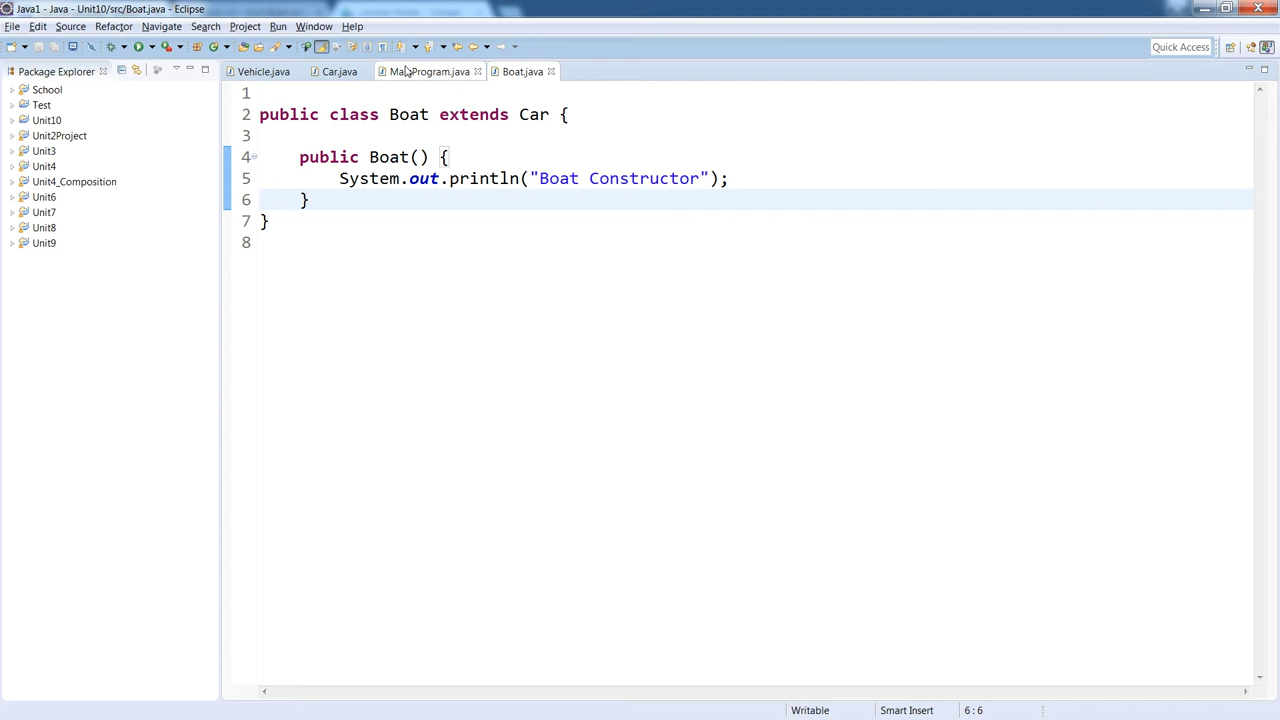 Java1 - Java - Unit10/src/Boat.java - Eclipse
File Edit Source Refactor Navigate Search Project Run Window Help
Quick Access
Package Explorer
Vehicle.java Car.java MainProgram.java Boat.java
School
Test
Unit10
Unit2Project
Unit3
Unit4
Unit4_Composition
Unit6
Unit7
Unit8
Unit9
1
2 public class Boat extends Car {
3
4 public Boat() {
5 System.out.println("Boat Constructor");
6 }
7 }
8
Writable Smart Insert 6 : 6